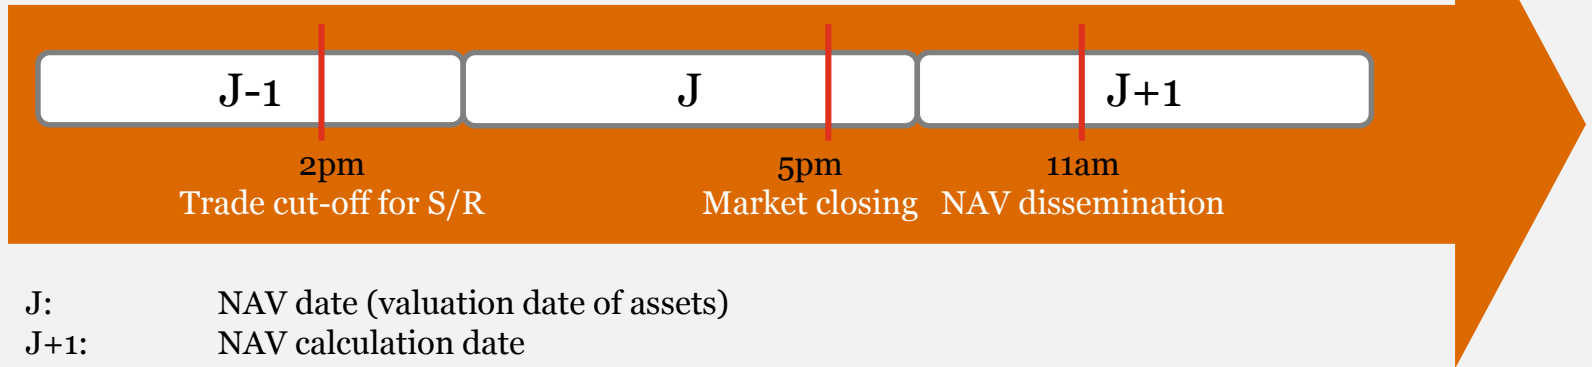 J-1 J J+1
2pm 5pm 11am
Trade cut-off for S/R Market closing NAV dissemination
J: NAV date (valuation date of assets)
J+1: NAV calculation date